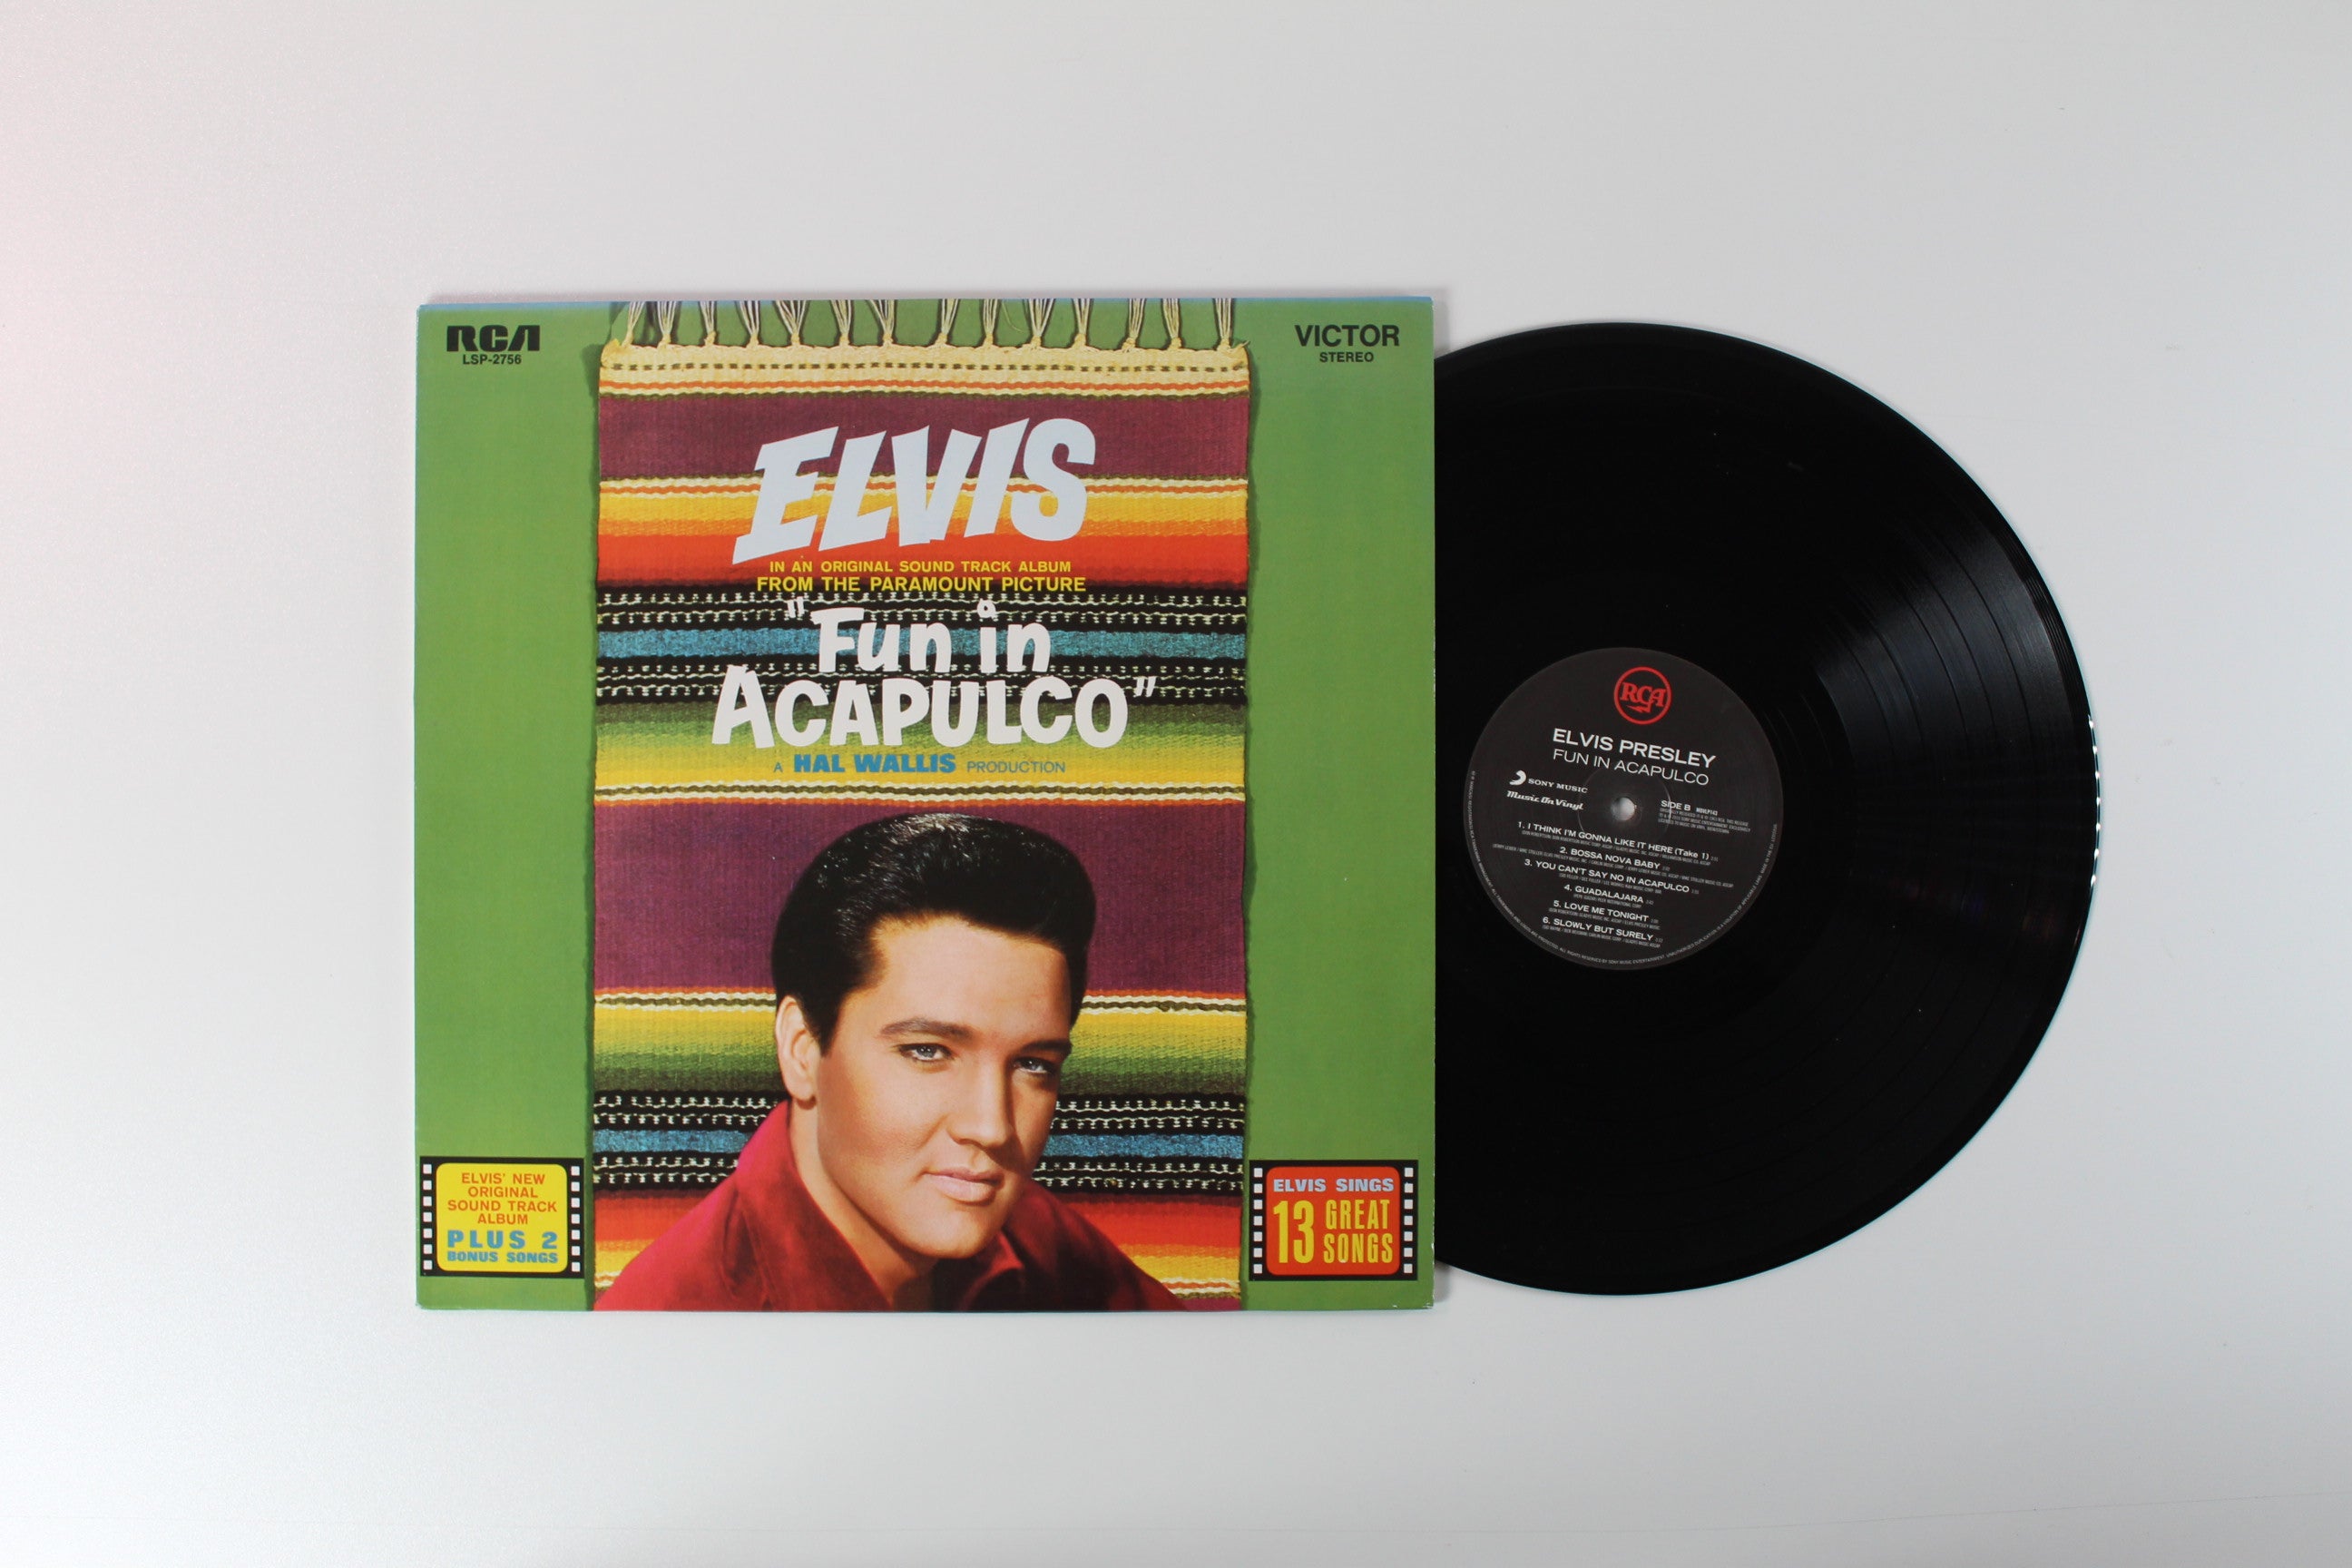 RCA
LSP-2756
VICTOR
STEREO
ELVIS
IN AN ORIGINAL SOUND TRACK ALBUM
FROM THE PARAMOUNT PICTURE
"Fun in
ACAPULCO"
A HAL WALLIS PRODUCTION
ELVIS' NEW
ORIGINAL
SOUND TRACK
ALBUM
PLUS 2
BONUS SONGS
ELVIS SINGS
13 GREAT
SONGS
RCA
ELVIS PRESLEY
FUN IN ACAPULCO
SONY MUSIC
Music On Vinyl
SIDE B
1. I THINK I'M GONNA LIKE IT HERE (Take 1)
2. BOSSA NOVA BABY
3. YOU CAN'T SAY NO IN ACAPULCO
4. GUADALAJARA
5. LOVE ME TONIGHT
6. SLOWLY BUT SURELY